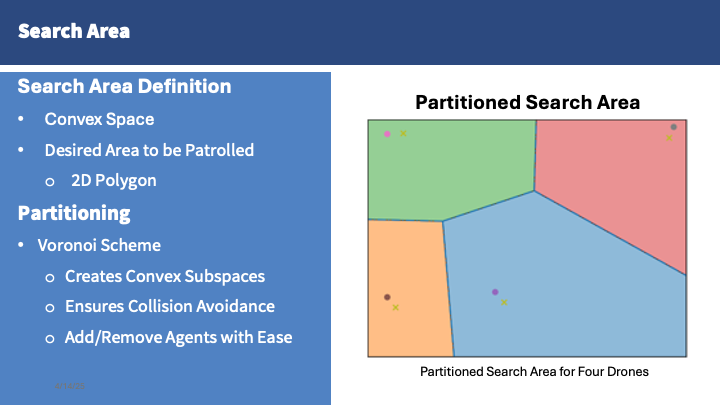 Search Area
Search Area Definition
• Convex Space
• Desired Area to be Patrolled
o 2D Polygon
Partitioning
• Voronoi Scheme
o Creates Convex Subspaces
o Ensures Collision Avoidance
o Add/Remove Agents with Ease
Partitioned Search Area
Partitioned Search Area for Four Drones